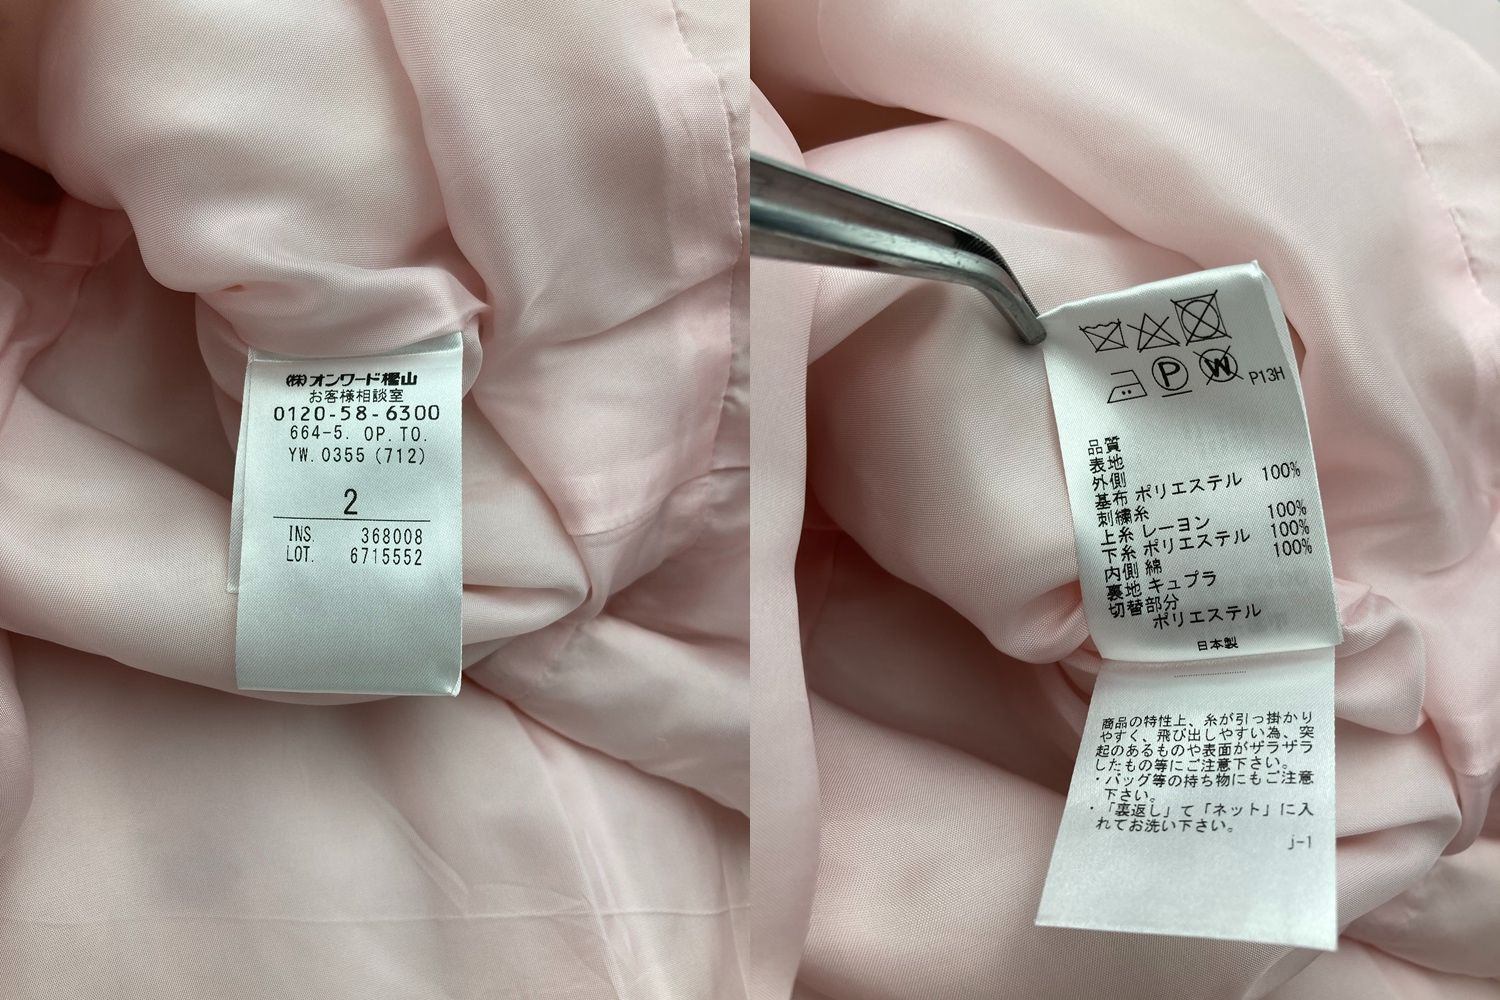 ㈱オンワード樫山
お客様相談室
0120-58-6300
664-5. OP. TO.
YW. 0355 (712)
2
INS. 368008
LOT. 6715552
P
W
P13H
品質
表地
外側
基布 ポリエステル 100%
刺繍糸
上糸 レーヨン 100%
下糸 ポリエステル 100%
内側 綿 100%
裏地 キュプラ
切替部分
ポリエステル
日本製
商品の特性上、糸が引っ掛かり
やすく、飛び出しやすい為、突
起のあるものや表面がザラザラ
したもの等にご注意下さい。
・バッグ等の持ち物にもご注意
下さい。
・「裏返し」て「ネット」に入
れてお洗い下さい。
j-1